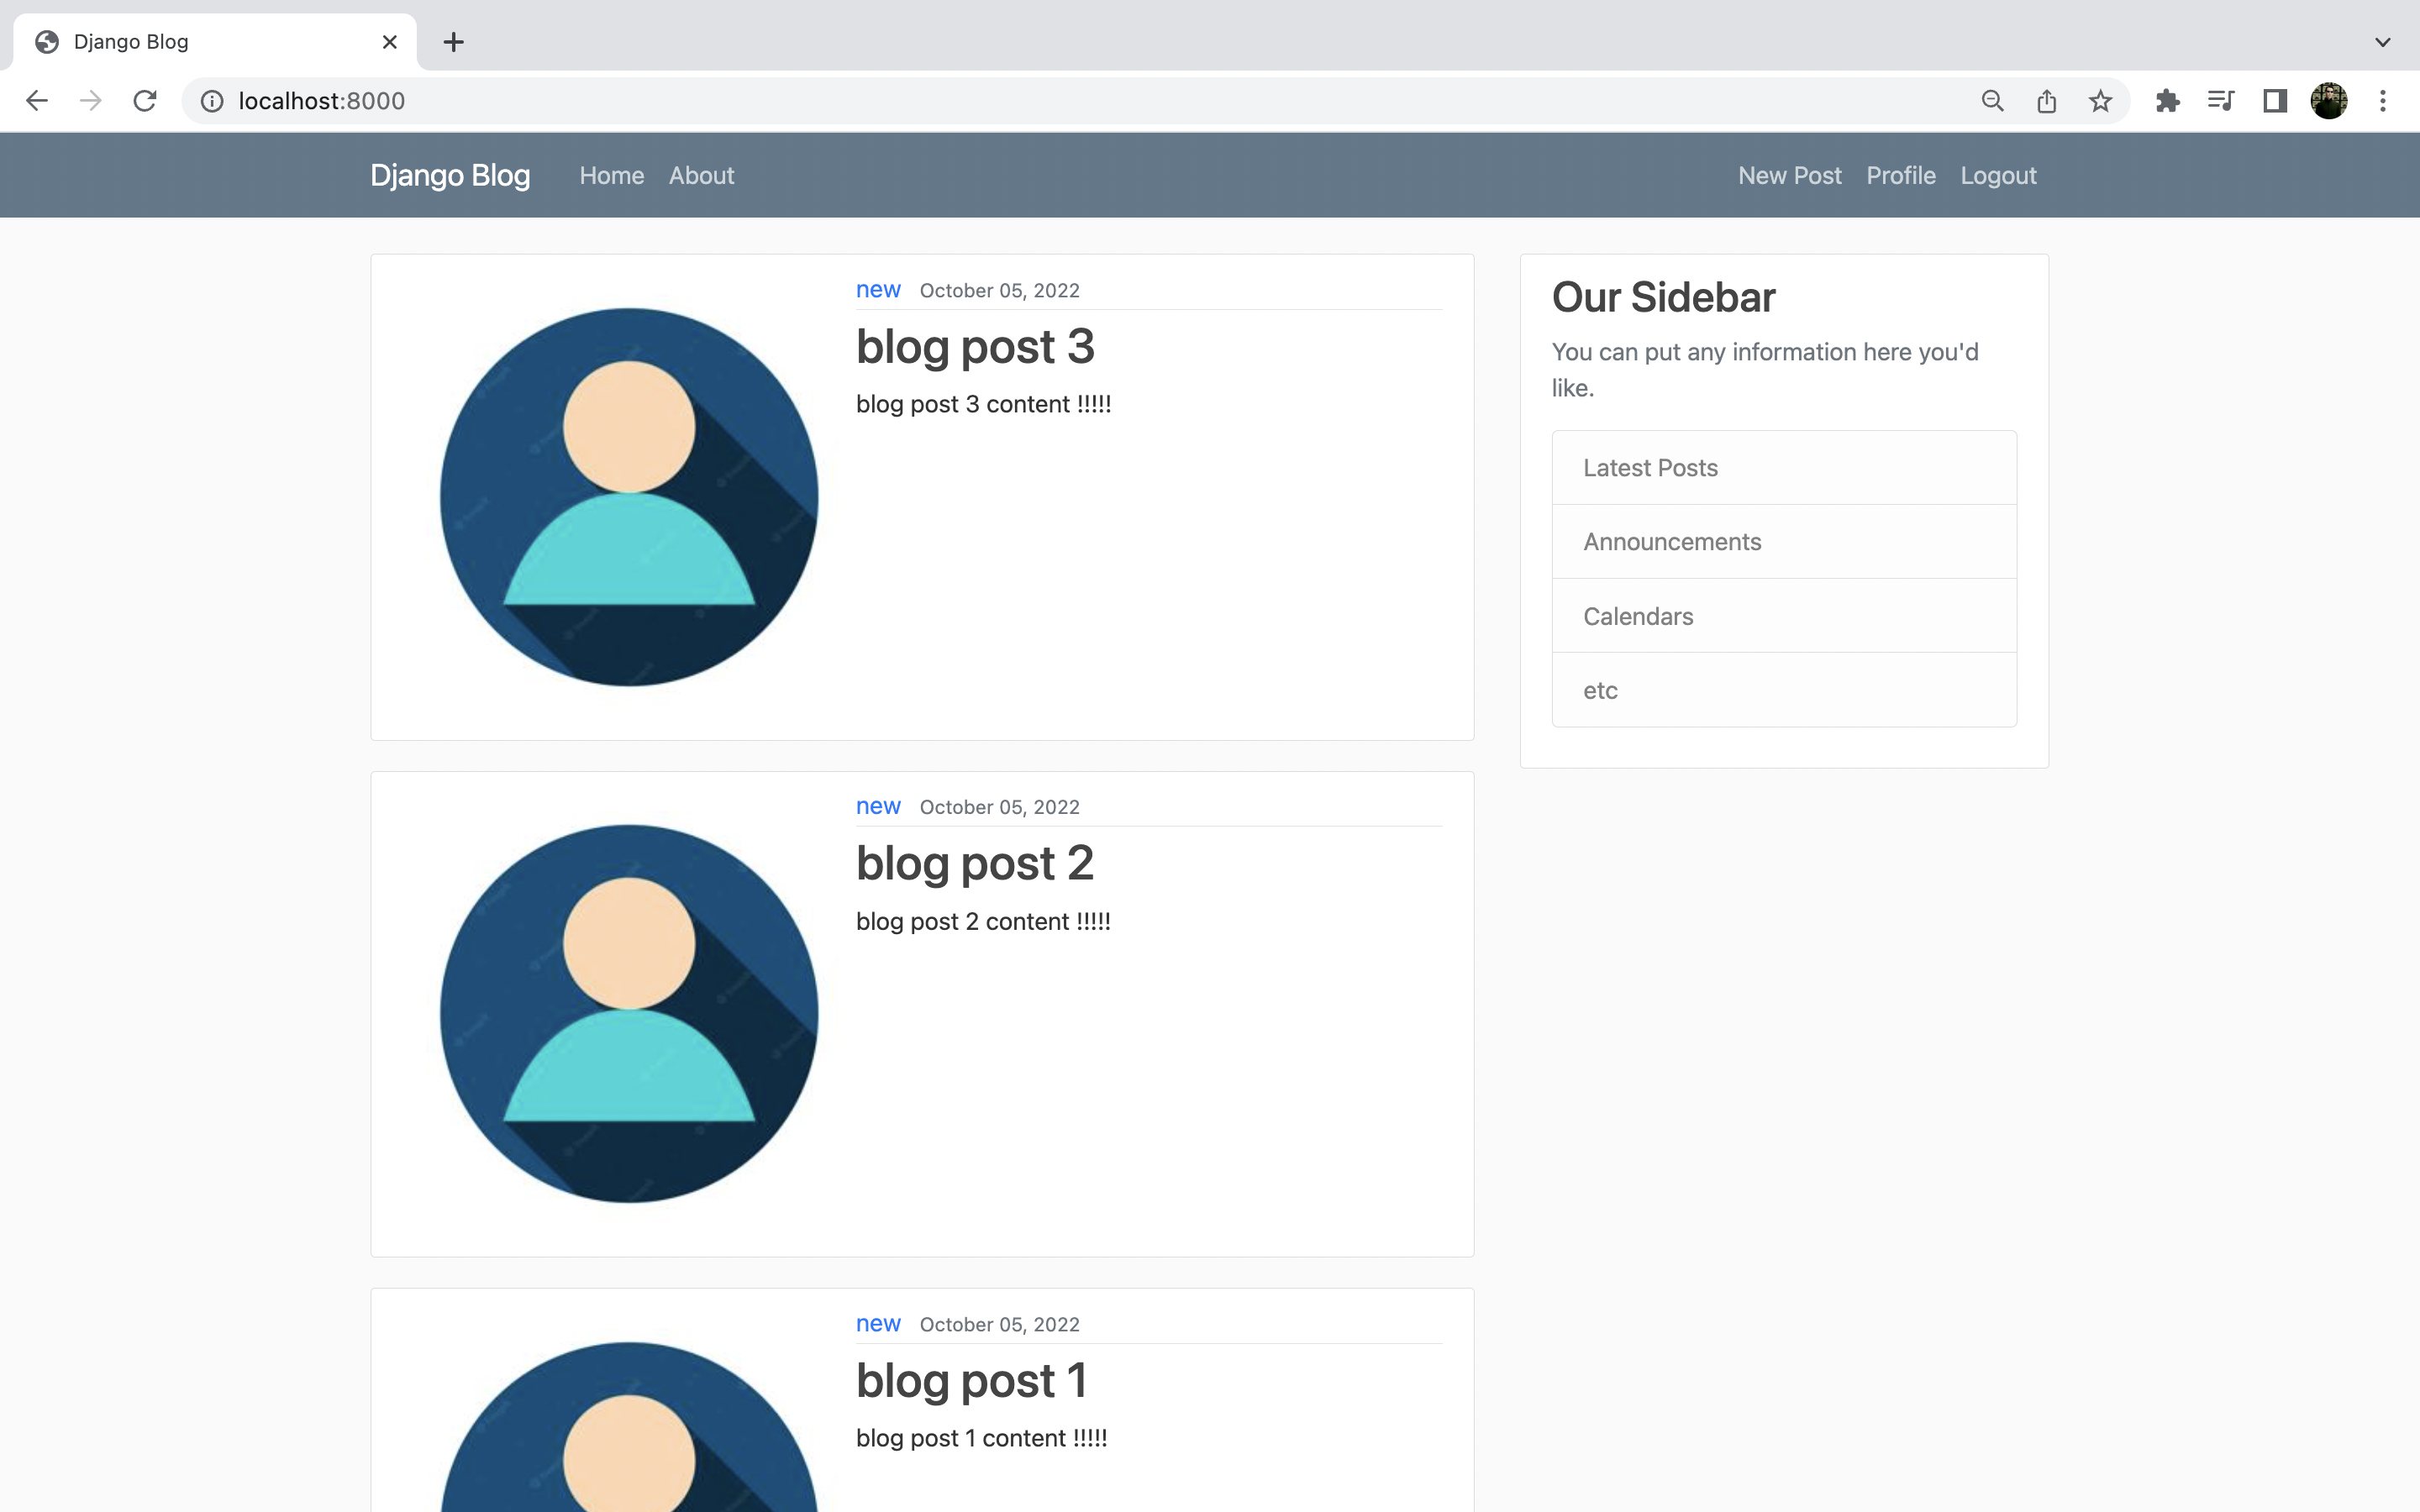 Django Blog
localhost:8000
Django Blog Home About New Post Profile Logout
new October 05, 2022
blog post 3
blog post 3 content !!!!!
Our Sidebar
You can put any information here you'd
like.
Latest Posts
Announcements
Calendars
etc
new October 05, 2022
blog post 2
blog post 2 content !!!!!
new October 05, 2022
blog post 1
blog post 1 content !!!!!